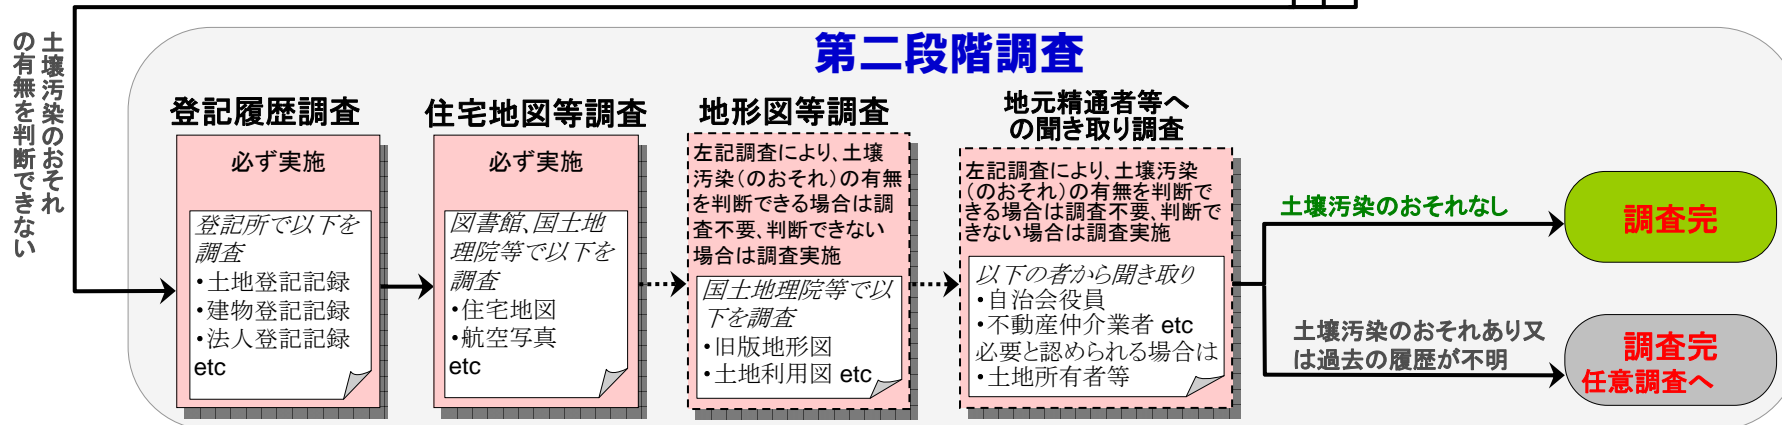 土壌汚染のおそれ
の有無を判断できない
第二段階調査
登記履歴調査
必ず実施
登記所で以下を
調査
・土地登記記録
・建物登記記録
・法人登記記録
etc
住宅地図等調査
必ず実施
図書館、国土地
理院等で以下を
調査
・住宅地図
・航空写真
etc
地形図等調査
左記調査により、土壌
汚染(のおそれ)の有無
を判断できる場合は調
査不要、判断できない
場合は調査実施
国土地理院等で以
下を調査
・旧版地形図
・土地利用図 etc
地元精通者等へ
の聞き取り調査
左記調査により、土壌汚染
(のおそれ)の有無を判断で
きる場合は調査不要、判断で
きない場合は調査実施
以下の者から聞き取り
・自治会役員
・不動産仲介業者 etc
必要と認められる場合は
・土地所有者等
土壌汚染のおそれなし
調査完
土壌汚染のおそれあり又
は過去の履歴が不明
調査完
任意調査へ